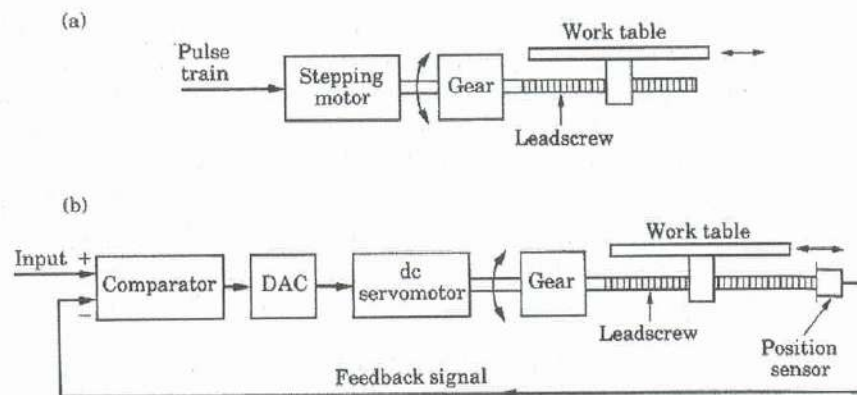 (a)
Pulse
train
Stepping
motor
Gear
Work table
Leadscrew
(b)
Input +
−
Comparator
DAC
dc
servomotor
Gear
Work table
Leadscrew
Position
sensor
Feedback signal